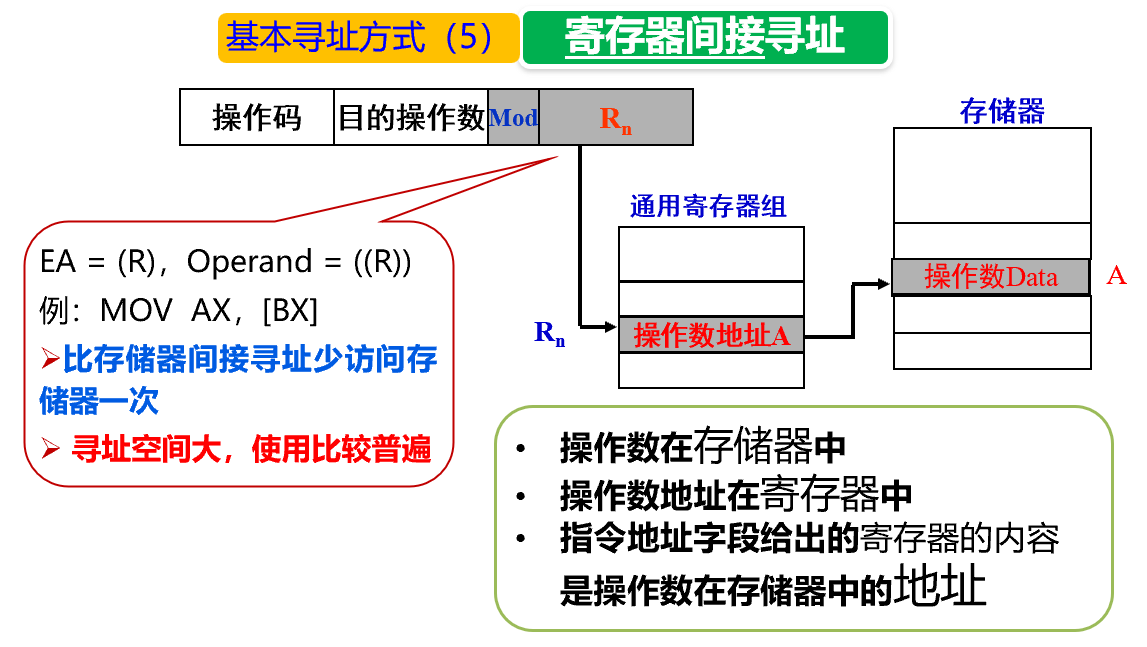 基本寻址方式（5）
寄存器间接寻址
操作码 目的操作数 Mod Rn
存储器
通用寄存器组
操作数Data A
Rn 操作数地址A
EA = (R)，Operand = ((R))
例：MOV AX，[BX]
➢比存储器间接寻址少访问存
储器一次
➢ 寻址空间大，使用比较普遍
• 操作数在存储器中
• 操作数地址在寄存器中
• 指令地址字段给出的寄存器的内容
是操作数在存储器中的地址